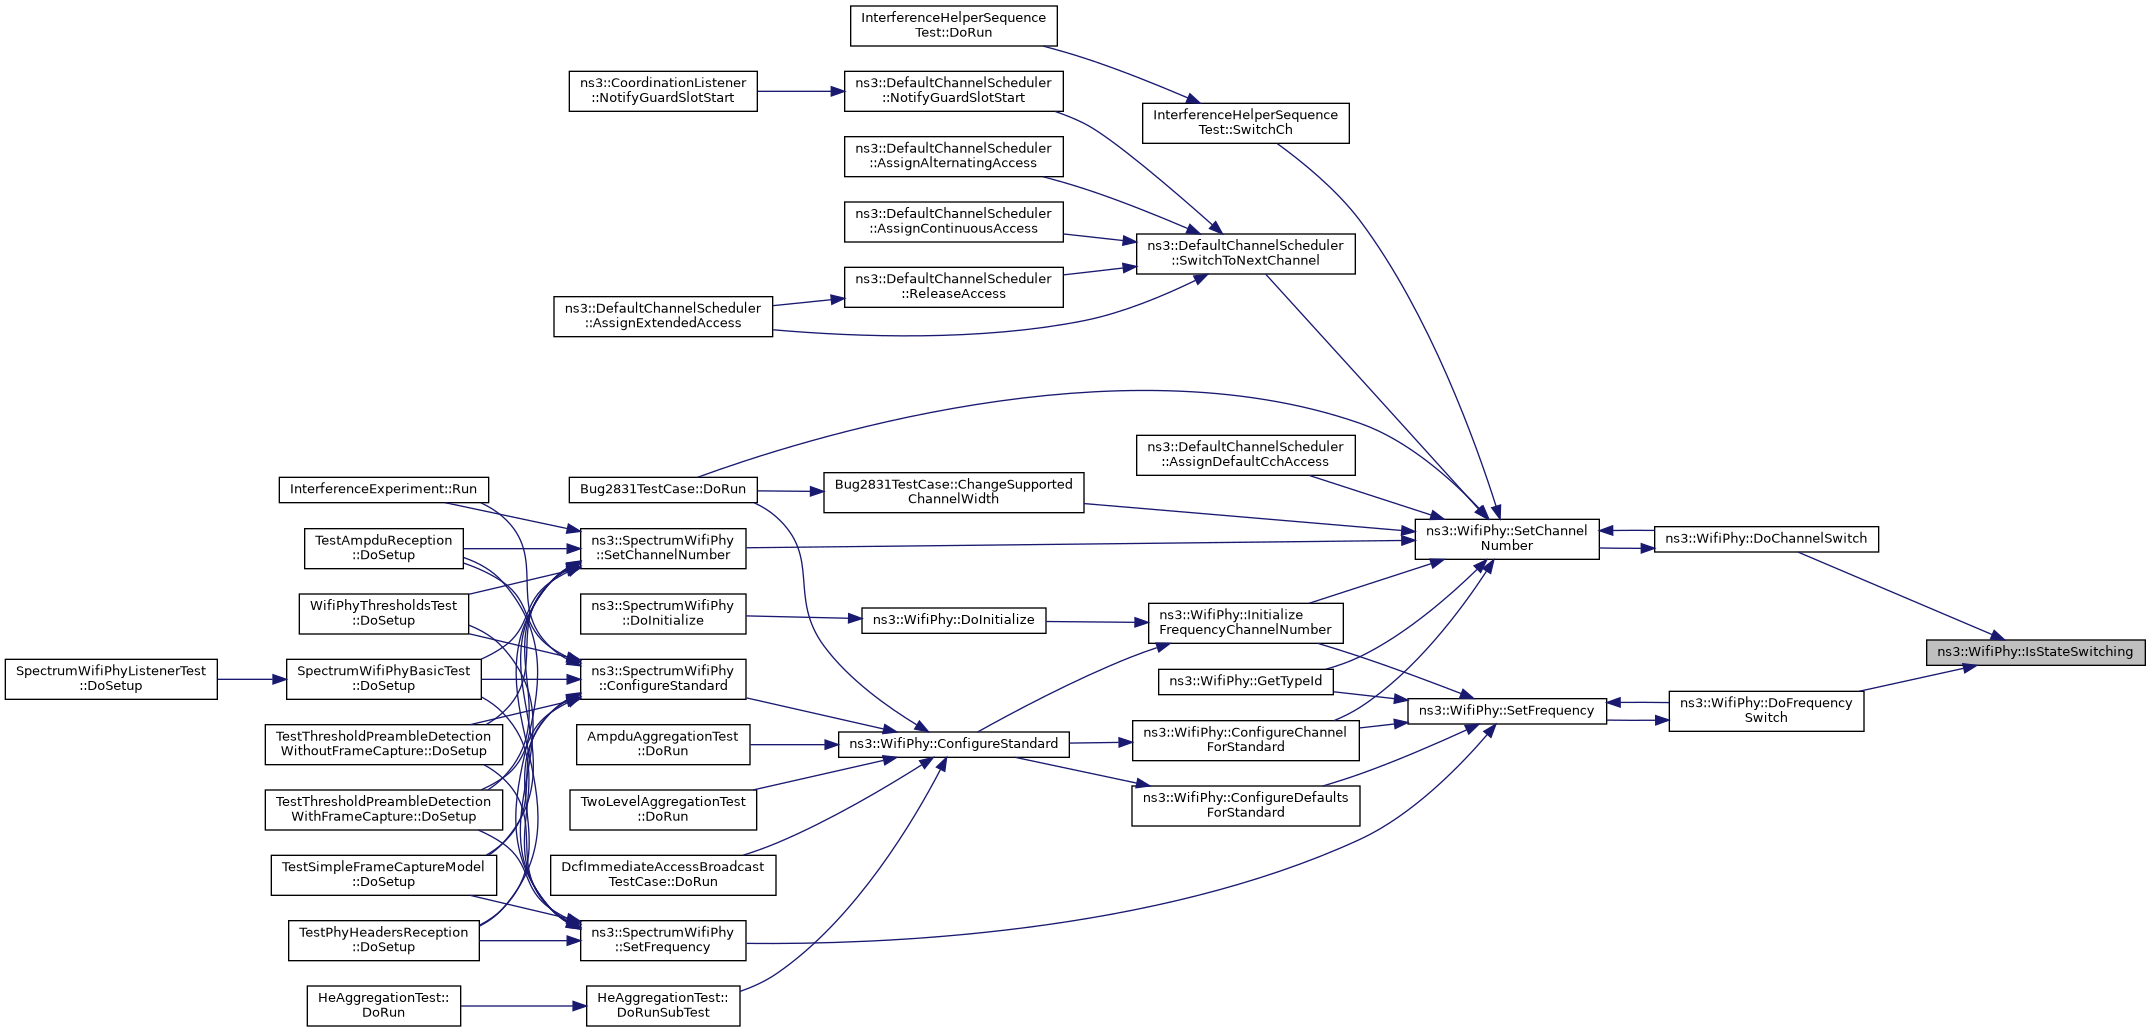 InterferenceHelperSequence
Test::DoRun
ns3::CoordinationListener
::NotifyGuardSlotStart
ns3::DefaultChannelScheduler
::NotifyGuardSlotStart
InterferenceHelperSequence
Test::SwitchCh
ns3::DefaultChannelScheduler
::AssignAlternatingAccess
ns3::DefaultChannelScheduler
::AssignContinuousAccess
ns3::DefaultChannelScheduler
::SwitchToNextChannel
ns3::DefaultChannelScheduler
::ReleaseAccess
ns3::DefaultChannelScheduler
::AssignExtendedAccess
ns3::DefaultChannelScheduler
::AssignDefaultCchAccess
InterferenceExperiment::Run
Bug2831TestCase::DoRun
Bug2831TestCase::ChangeSupported
ChannelWidth
ns3::WifiPhy::SetChannel
Number
ns3::WifiPhy::DoChannelSwitch
TestAmpduReception
::DoSetup
ns3::SpectrumWifiPhy
::SetChannelNumber
WifiPhyThresholdsTest
::DoSetup
ns3::SpectrumWifiPhy
::DoInitialize
ns3::WifiPhy::DoInitialize
ns3::WifiPhy::Initialize
FrequencyChannelNumber
ns3::WifiPhy::IsStateSwitching
SpectrumWifiPhyListenerTest
::DoSetup
SpectrumWifiPhyBasicTest
::DoSetup
ns3::SpectrumWifiPhy
::ConfigureStandard
ns3::WifiPhy::GetTypeId
ns3::WifiPhy::SetFrequency
ns3::WifiPhy::DoFrequency
Switch
TestThresholdPreambleDetection
WithoutFrameCapture::DoSetup
AmpduAggregationTest
::DoRun
ns3::WifiPhy::ConfigureStandard
ns3::WifiPhy::ConfigureChannel
ForStandard
TestThresholdPreambleDetection
WithFrameCapture::DoSetup
TwoLevelAggregationTest
::DoRun
ns3::WifiPhy::ConfigureDefaults
ForStandard
TestSimpleFrameCaptureModel
::DoSetup
DcfImmediateAccessBroadcast
TestCase::DoRun
TestPhyHeadersReception
::DoSetup
ns3::SpectrumWifiPhy
::SetFrequency
HeAggregationTest::
DoRun
HeAggregationTest::
DoRunSubTest